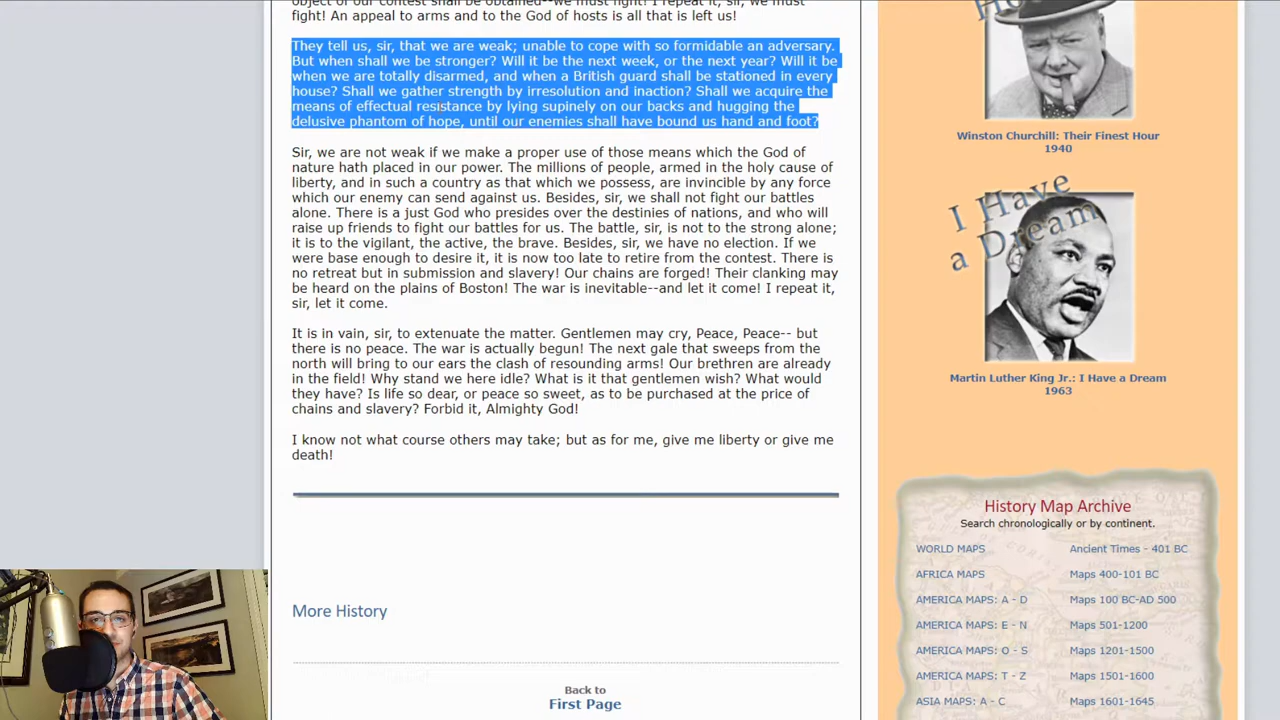 object of our contest shall be obtained--we must fight! I repeat it, sir, we must
fight! An appeal to arms and to the God of hosts is all that is left us!
They tell us, sir, that we are weak; unable to cope with so formidable an adversary.
But when shall we be stronger? Will it be the next week, or the next year? Will it be
when we are totally disarmed, and when a British guard shall be stationed in every
house? Shall we gather strength by irresolution and inaction? Shall we acquire the
means of effectual resistance by lying supinely on our backs and hugging the
delusive phantom of hope, until our enemies shall have bound us hand and foot?
Sir, we are not weak if we make a proper use of those means which the God of
nature hath placed in our power. The millions of people, armed in the holy cause of
liberty, and in such a country as that which we possess, are invincible by any force
which our enemy can send against us. Besides, sir, we shall not fight our battles
alone. There is a just God who presides over the destinies of nations, and who will
raise up friends to fight our battles for us. The battle, sir, is not to the strong alone;
it is to the vigilant, the active, the brave. Besides, sir, we have no election. If we
were base enough to desire it, it is now too late to retire from the contest. There is
no retreat but in submission and slavery! Our chains are forged! Their clanking may
be heard on the plains of Boston! The war is inevitable--and let it come! I repeat it,
sir, let it come.
It is in vain, sir, to extenuate the matter. Gentlemen may cry, Peace, Peace-- but
there is no peace. The war is actually begun! The next gale that sweeps from the
north will bring to our ears the clash of resounding arms! Our brethren are already
in the field! Why stand we here idle? What is it that gentlemen wish? What would
they have? Is life so dear, or peace so sweet, as to be purchased at the price of
chains and slavery? Forbid it, Almighty God!
I know not what course others may take; but as for me, give me liberty or give me
death!
More History
Back to
First Page
Winston Churchill: Their Finest Hour
1940
I Have
a Dream
Martin Luther King Jr.: I Have a Dream
1963
History Map Archive
Search chronologically or by continent.
WORLD MAPS Ancient Times - 401 BC
AFRICA MAPS Maps 400-101 BC
AMERICA MAPS: A - D Maps 100 BC-AD 500
AMERICA MAPS: E - N Maps 501-1200
AMERICA MAPS: O - S Maps 1201-1500
AMERICA MAPS: T - Z Maps 1501-1600
ASIA MAPS: A - C Maps 1601-1645